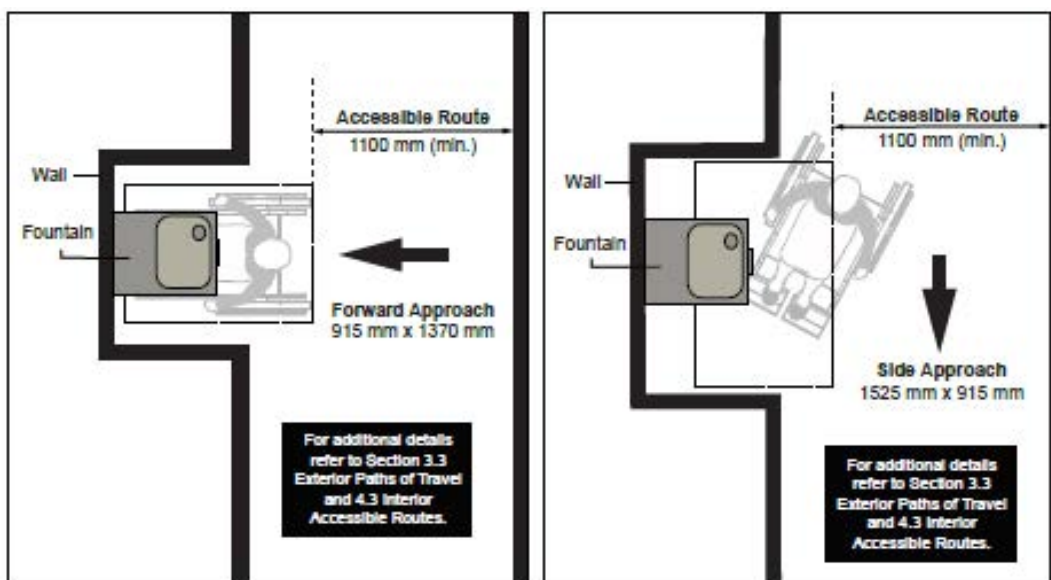 Accessible Route
1100 mm (min.)
Wall
Fountain
Forward Approach
915 mm x 1370 mm
For additional details
refer to Section 3.3
Exterior Paths of Travel
and 4.3 Interior
Accessible Routes.
Accessible Route
1100 mm (min.)
Wall
Fountain
Side Approach
1525 mm x 915 mm
For additional details
refer to Section 3.3
Exterior Paths of Travel
and 4.3 Interior
Accessible Routes.